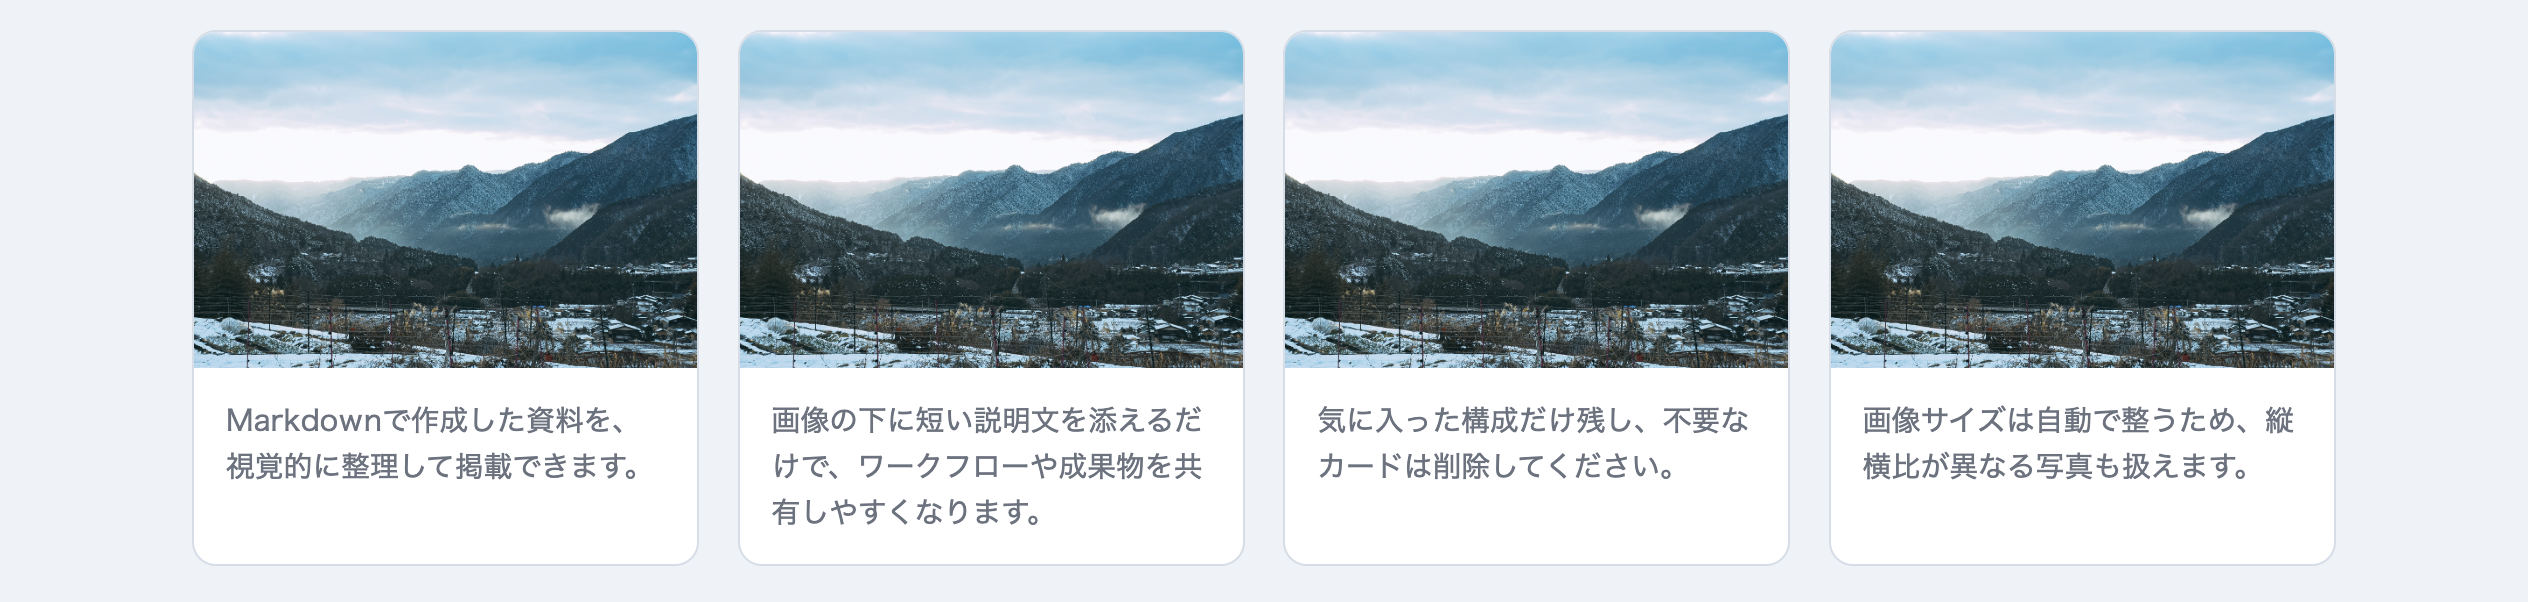 Markdownで作成した資料を、
視覚的に整理して掲載できます。
画像の下に短い説明文を添えるだ
けで、ワークフローや成果物を共
有しやすくなります。
気に入った構成だけ残し、不要な
カードは削除してください。
画像サイズは自動で整うため、縦
横比が異なる写真も扱えます。